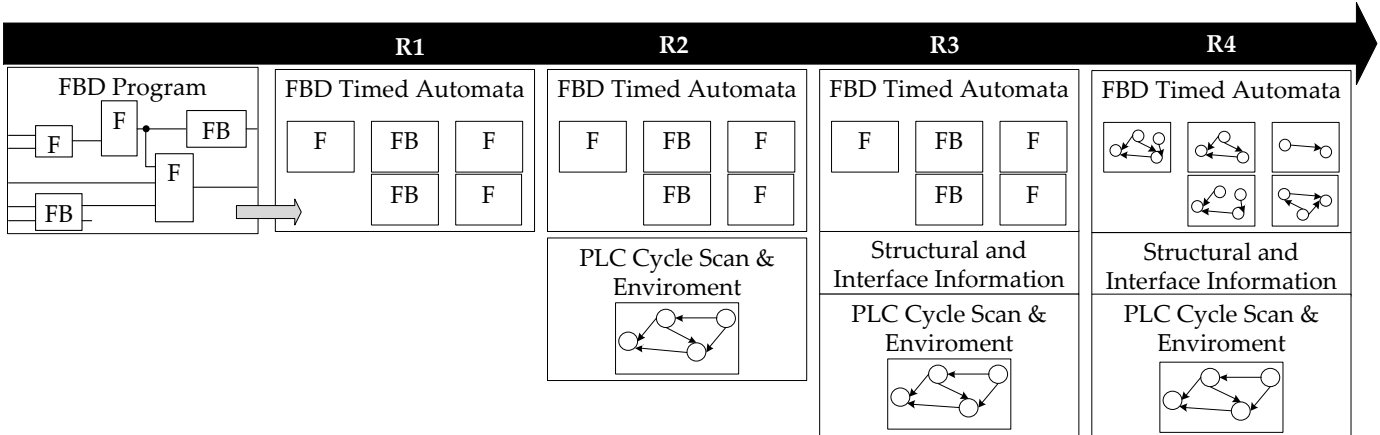 R1
R2
R3
R4
FBD Program
F
F
FB
F
FB
FBD Timed Automata
F
FB
F
FB
F
FBD Timed Automata
F
FB
F
FB
F
PLC Cycle Scan &
Enviroment
FBD Timed Automata
F
FB
F
FB
F
Structural and
Interface Information
PLC Cycle Scan &
Enviroment
FBD Timed Automata
Structural and
Interface Information
PLC Cycle Scan &
Enviroment